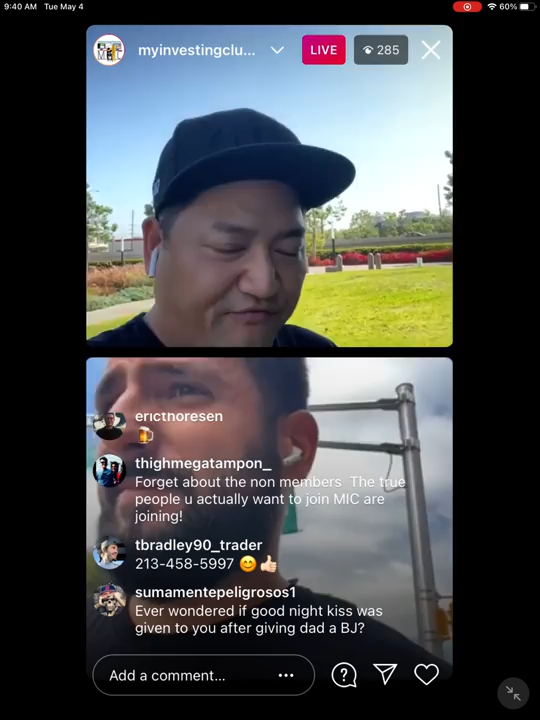 9:40 AM Tue May 4
60%
myinvestingclu...
LIVE
285
ericthoresen
🍺
thighmegatampon_
Forget about the non members The true
people u actually want to join MIC are
joining!
tbradley90_trader
213-458-5997 😊👍🏻
sumamentepeligrosos1
Ever wondered if good night kiss was
given to you after giving dad a BJ?
Add a comment...